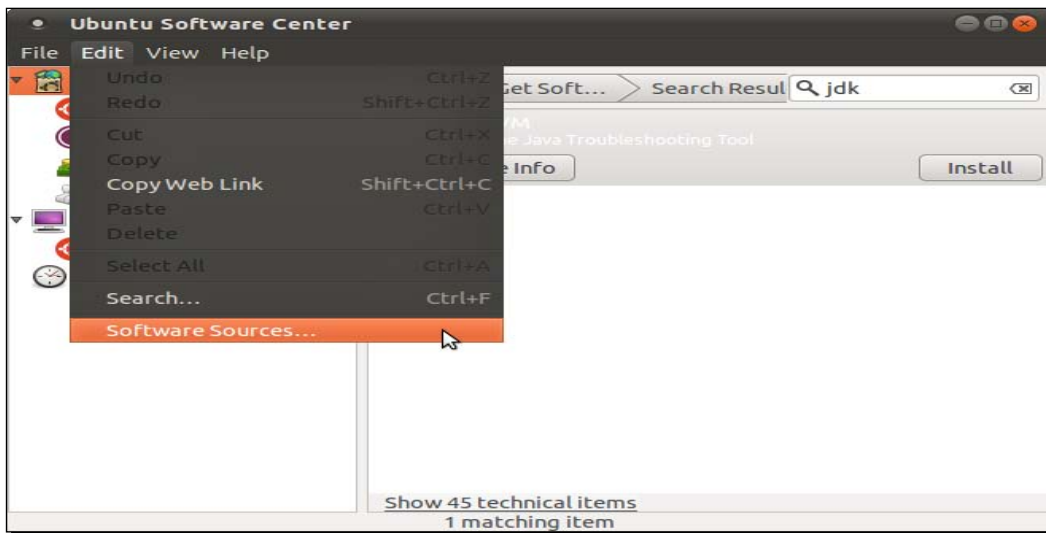 Ubuntu Software Center
File Edit View Help
Undo Ctrl+Z
Redo Shift+Ctrl+Z
Cut Ctrl+X
Copy Ctrl+C
Copy Web Link Shift+Ctrl+C
Paste Ctrl+V
Delete
Select All Ctrl+A
Search... Ctrl+F
Software Sources...
Get Soft... Search Resul jdk
VM
e Java Troubleshooting Tool
e Info Install
Show 45 technical items
1 matching item